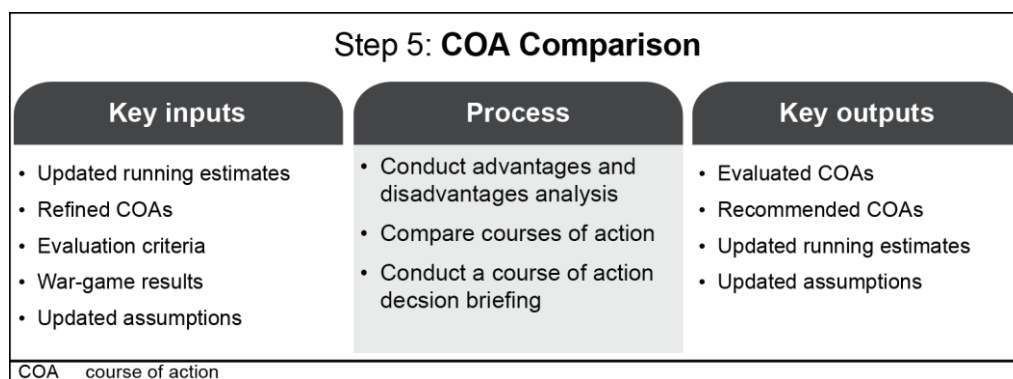 Step 5: COA Comparison
Key inputs
• Updated running estimates
• Refined COAs
• Evaluation criteria
• War-game results
• Updated assumptions
Process
• Conduct advantages and
disadvantages analysis
• Compare courses of action
• Conduct a course of action
decsion briefing
Key outputs
• Evaluated COAs
• Recommended COAs
• Updated running estimates
• Updated assumptions
COA course of action